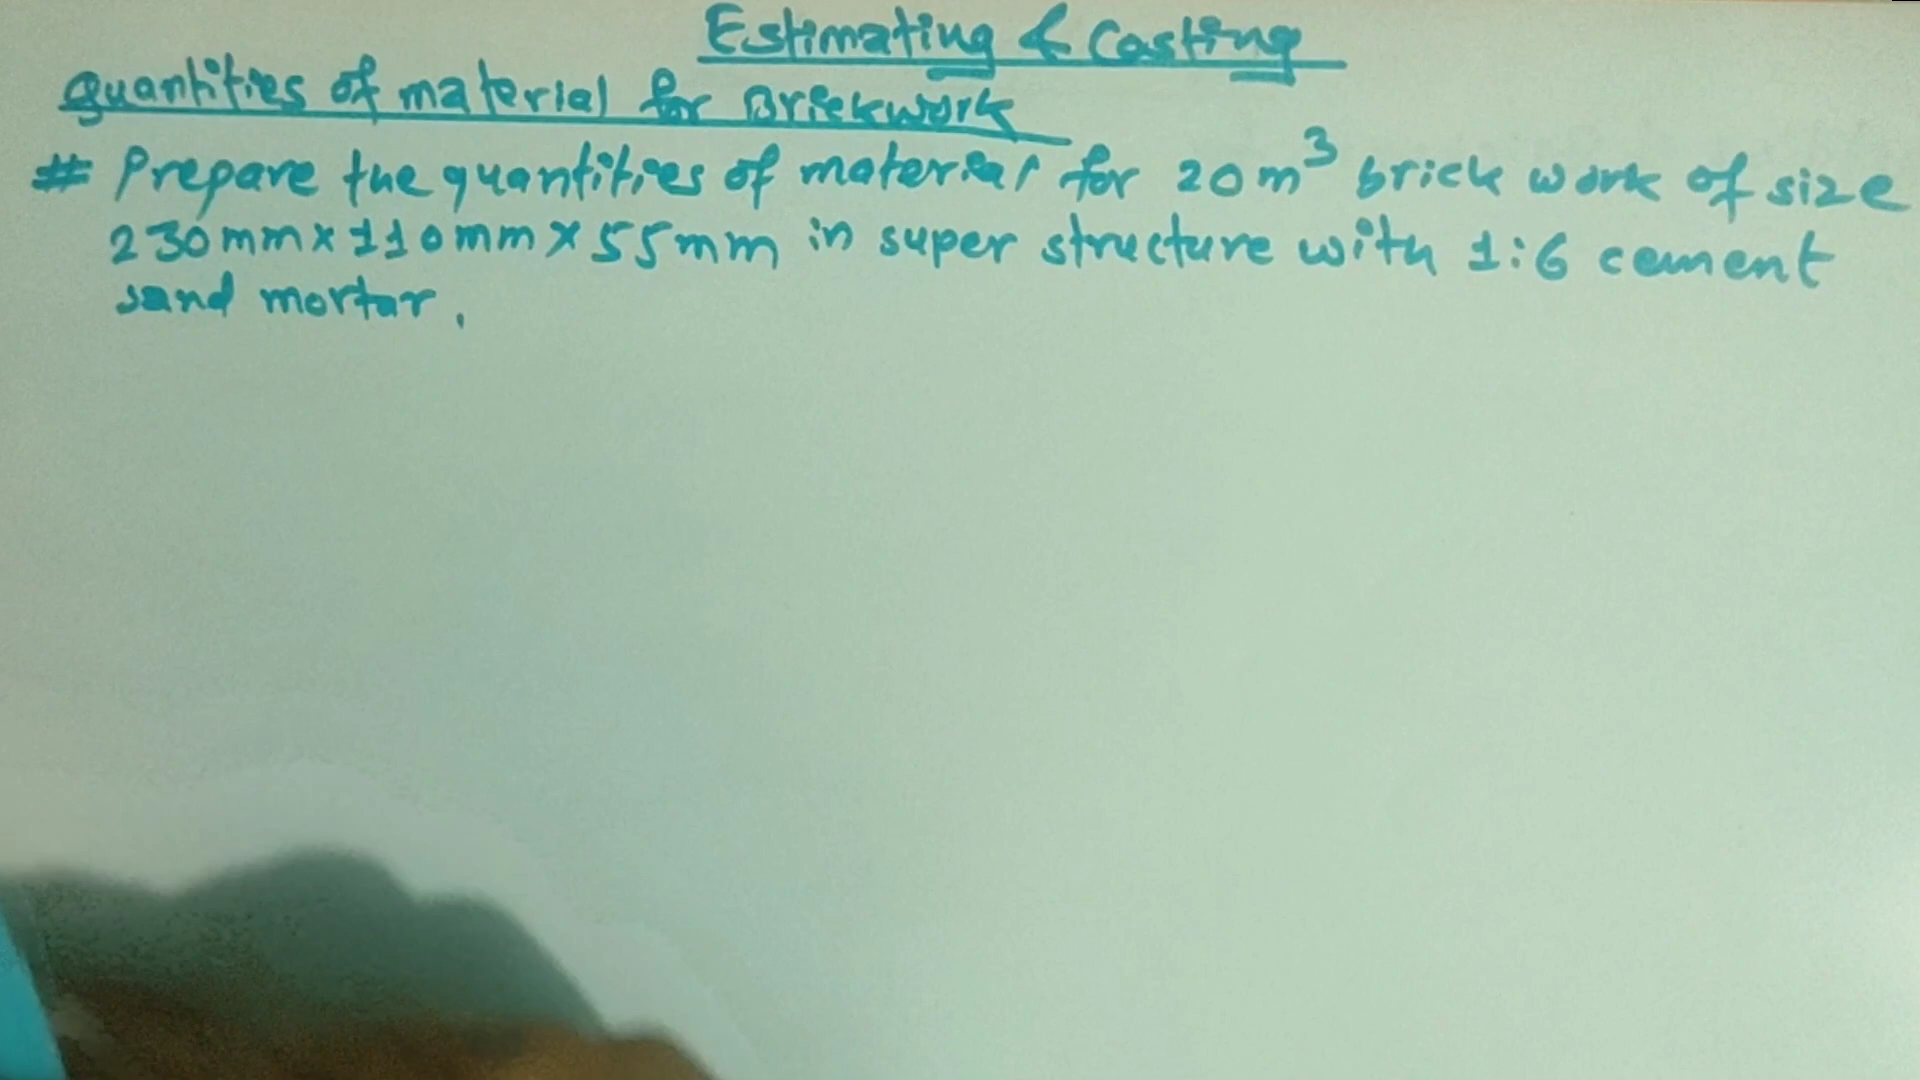 Estimating & Costing
Quantities of material for Brickwork
# Prepare the quantities of material for 20m³ brick work of size
230mm x 110mm x 55mm in super structure with 1:6 cement
sand mortar.